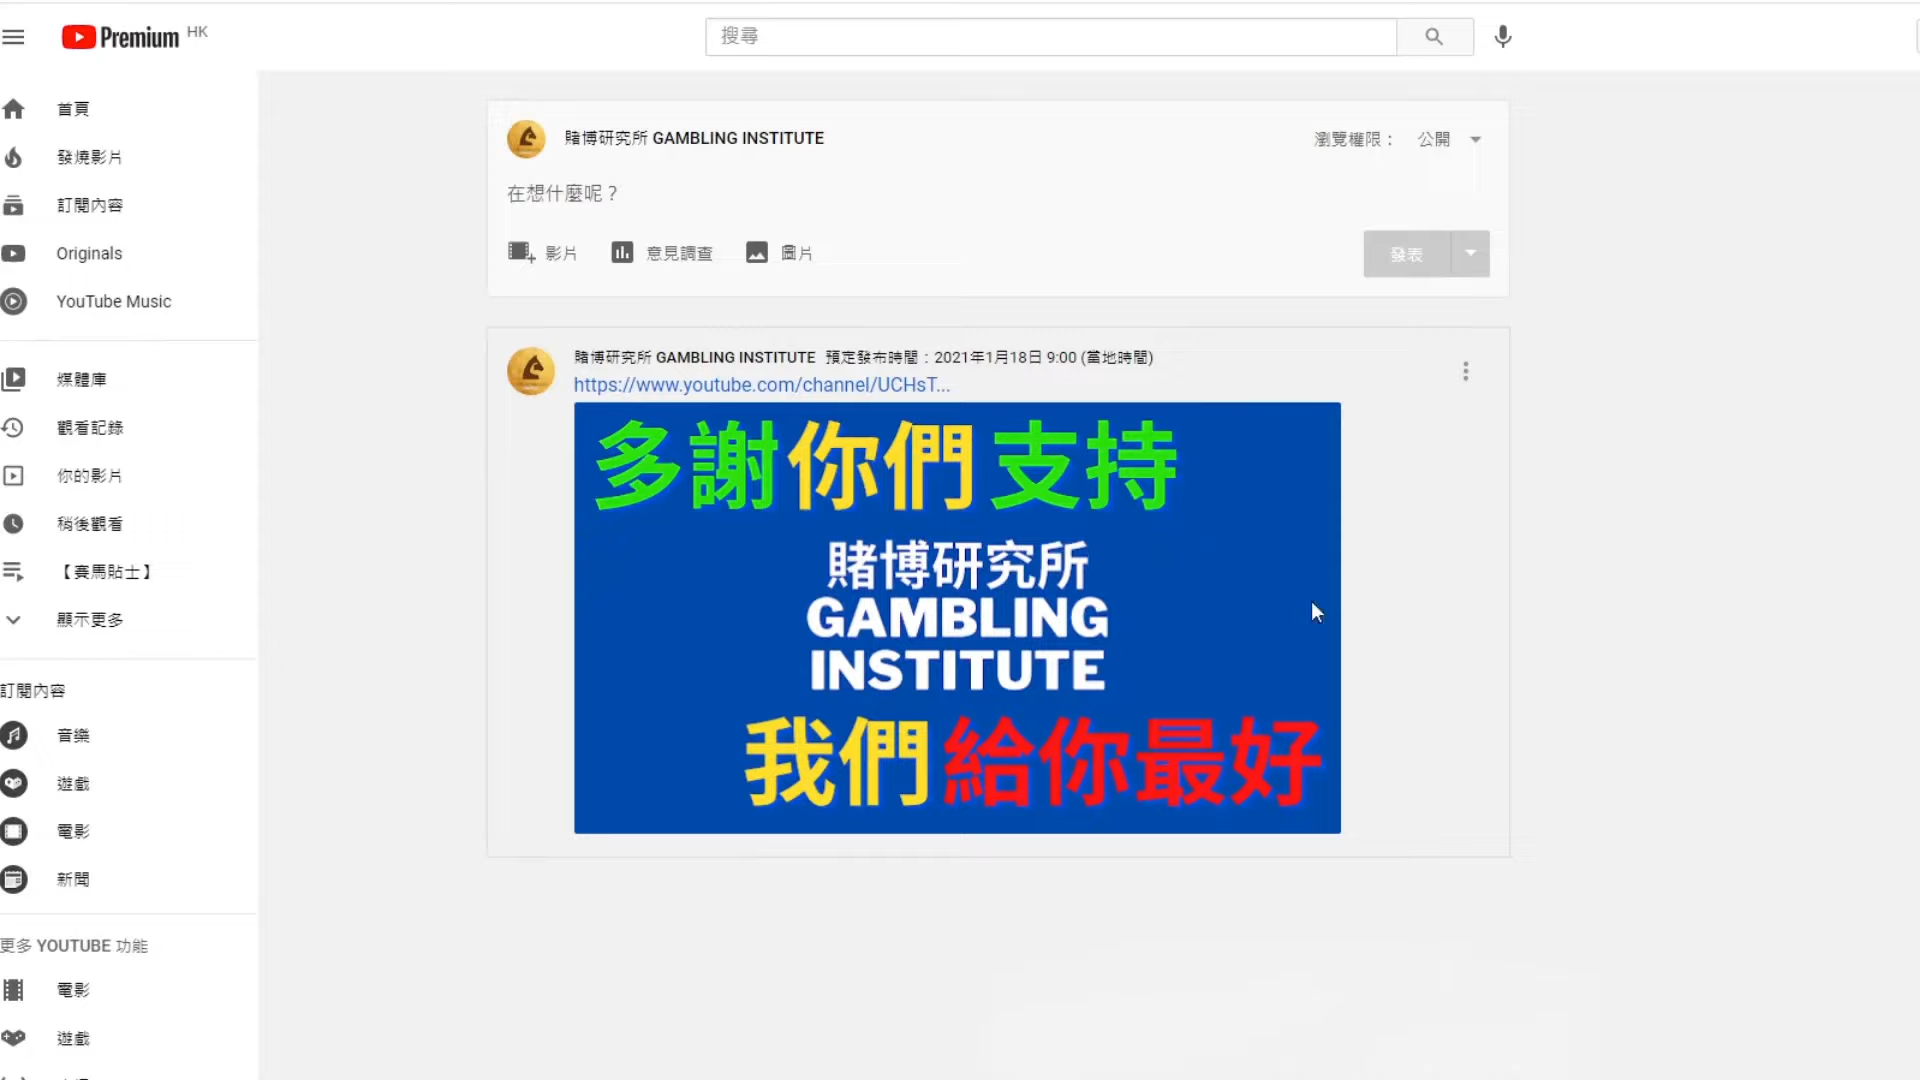 Premium HK
搜尋
首頁
發燒影片
訂閱內容
Originals
YouTube Music
媒體庫
觀看記錄
你的影片
稍後觀看
【賽馬貼士】
顯示更多
訂閱內容
音樂
遊戲
電影
新聞
更多 YOUTUBE 功能
電影
遊戲
賭博研究所 GAMBLING INSTITUTE
瀏覽權限： 公開
在想什麼呢？
影片 意見調查 圖片
發表
賭博研究所 GAMBLING INSTITUTE 預定發布時間：2021年1月18日 9:00 (當地時間)
https://www.youtube.com/channel/UCHsT...
多謝你們支持
賭博研究所
GAMBLING
INSTITUTE
我們給你最好